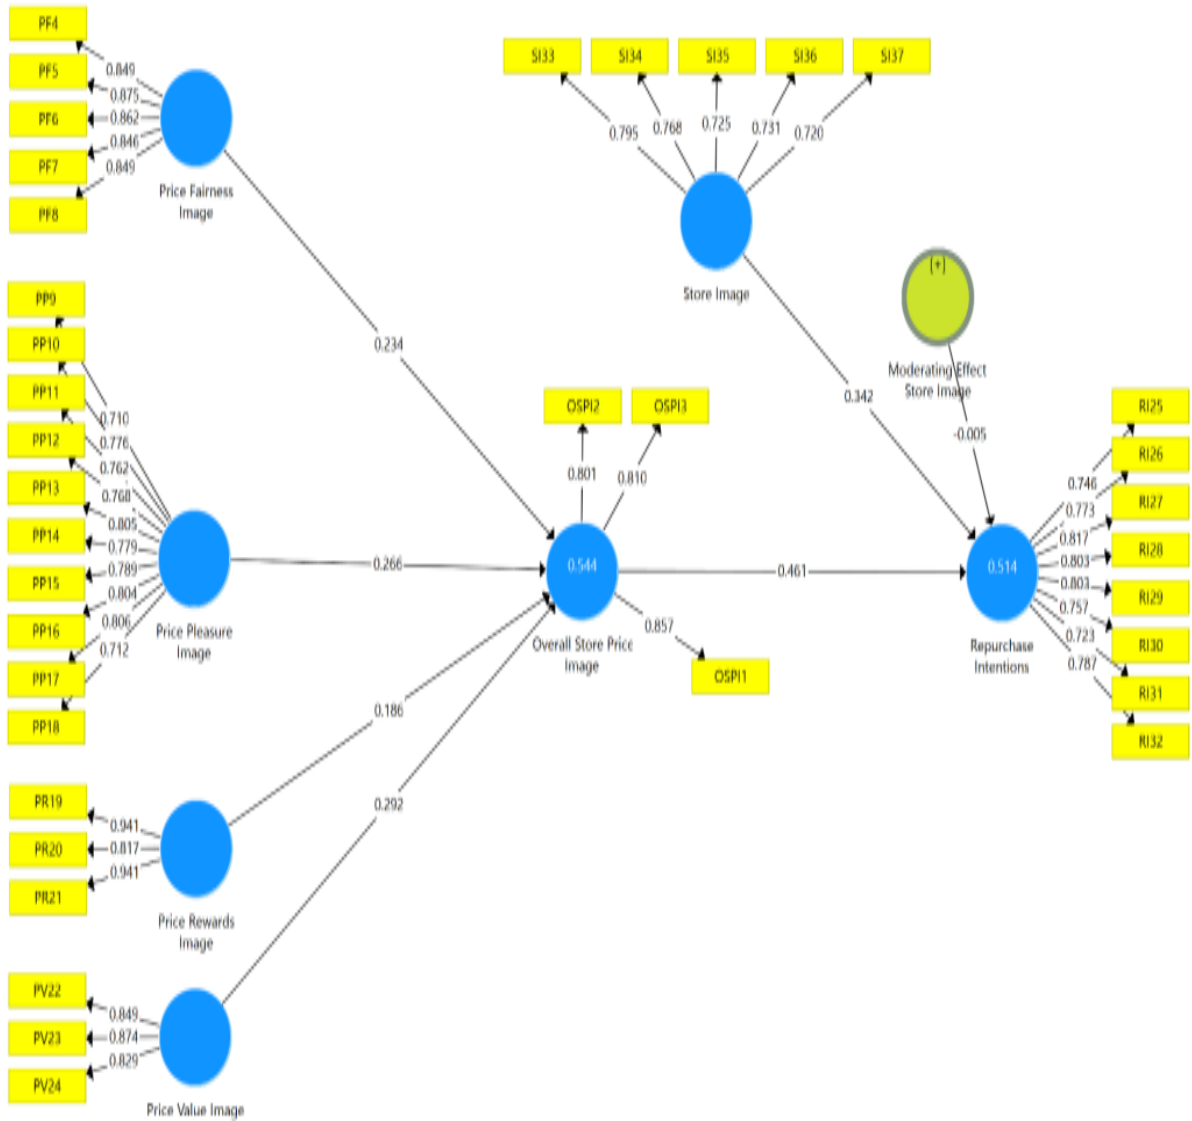 PF4
PF5
PF6
PF7
PF8
0.849
0.875
0.862
0.846
0.849
Price Fairness
Image
SI33
SI34
SI35
SI36
SI37
0.795
0.768
0.725
0.731
0.720
Store Image
[+]
Moderating Effect
Store Image
0.234
0.342
-0.005
PP9
PP10
PP11
PP12
PP13
PP14
PP15
PP16
PP17
PP18
0.710
0.776
0.762
0.768
0.805
0.779
0.789
0.804
0.806
0.712
Price Pleasure
Image
0.266
OSPI2
OSPI3
0.801
0.810
0.544
Overall Store Price
Image
0.857
OSPI1
0.461
0.514
Repurchase
Intentions
RI25
RI26
RI27
RI28
RI29
RI30
RI31
RI32
0.746
0.773
0.817
0.803
0.803
0.757
0.723
0.787
0.186
PR19
PR20
PR21
0.941
0.817
0.941
Price Rewards
Image
0.292
PV22
PV23
PV24
0.849
0.874
0.829
Price Value Image